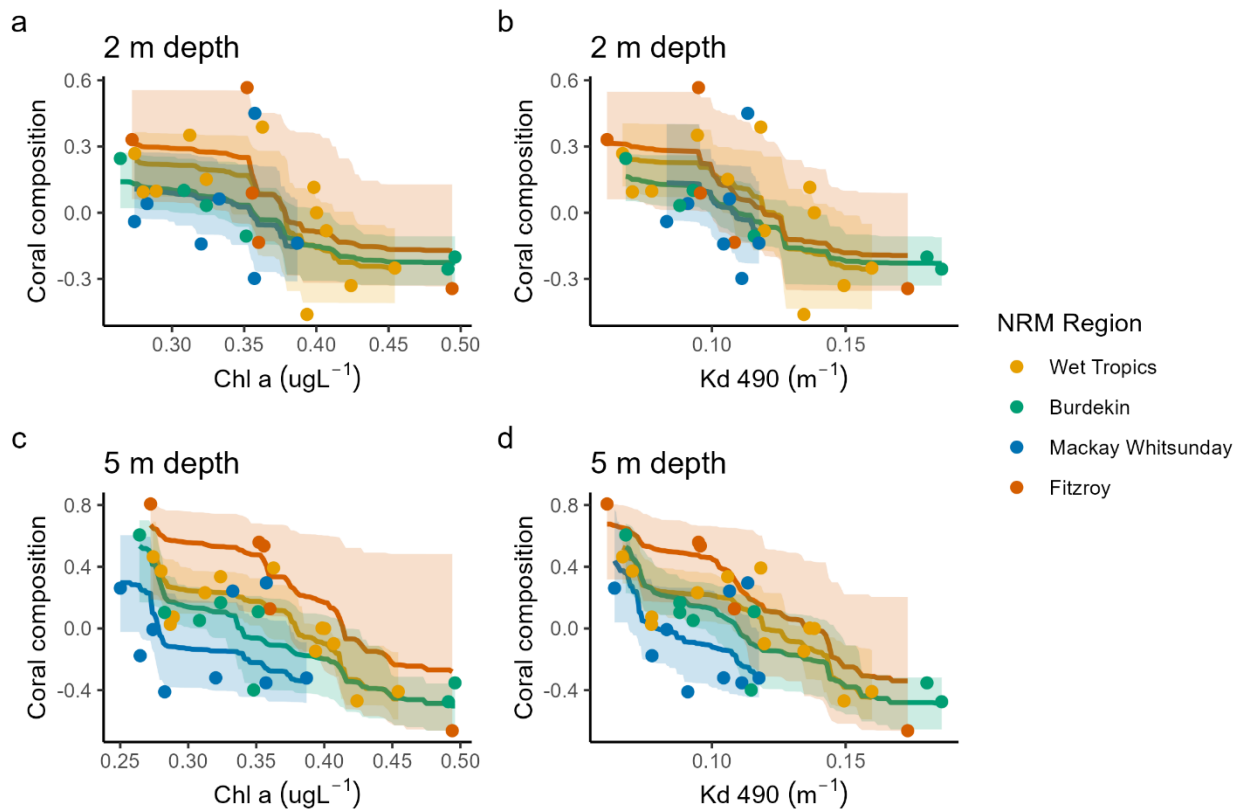 a
2 m depth
Coral composition
0.6
0.3
0.0
-0.3
0.30
0.35
0.40
0.45
0.50
Chl a (ugL⁻¹)
b
2 m depth
Coral composition
0.6
0.3
0.0
-0.3
0.10
0.15
Kd 490 (m⁻¹)
c
5 m depth
Coral composition
0.8
0.4
0.0
-0.4
0.25
0.30
0.35
0.40
0.45
0.50
Chl a (ugL⁻¹)
d
5 m depth
Coral composition
0.8
0.4
0.0
-0.4
0.10
0.15
Kd 490 (m⁻¹)
NRM Region
Wet Tropics
Burdekin
Mackay Whitsunday
Fitzroy